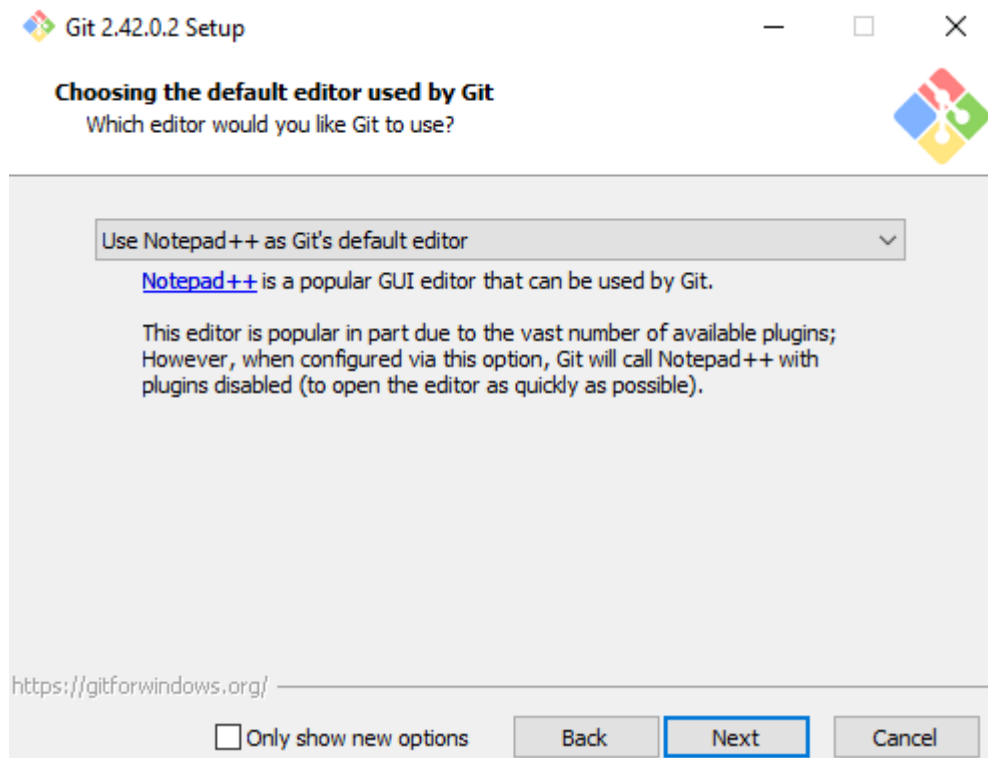 Git 2.42.0.2 Setup
Choosing the default editor used by Git
Which editor would you like Git to use?
Use Notepad++ as Git's default editor
Notepad++ is a popular GUI editor that can be used by Git.
This editor is popular in part due to the vast number of available plugins;
However, when configured via this option, Git will call Notepad++ with
plugins disabled (to open the editor as quickly as possible).
https://gitforwindows.org/
Only show new options
Back
Next
Cancel